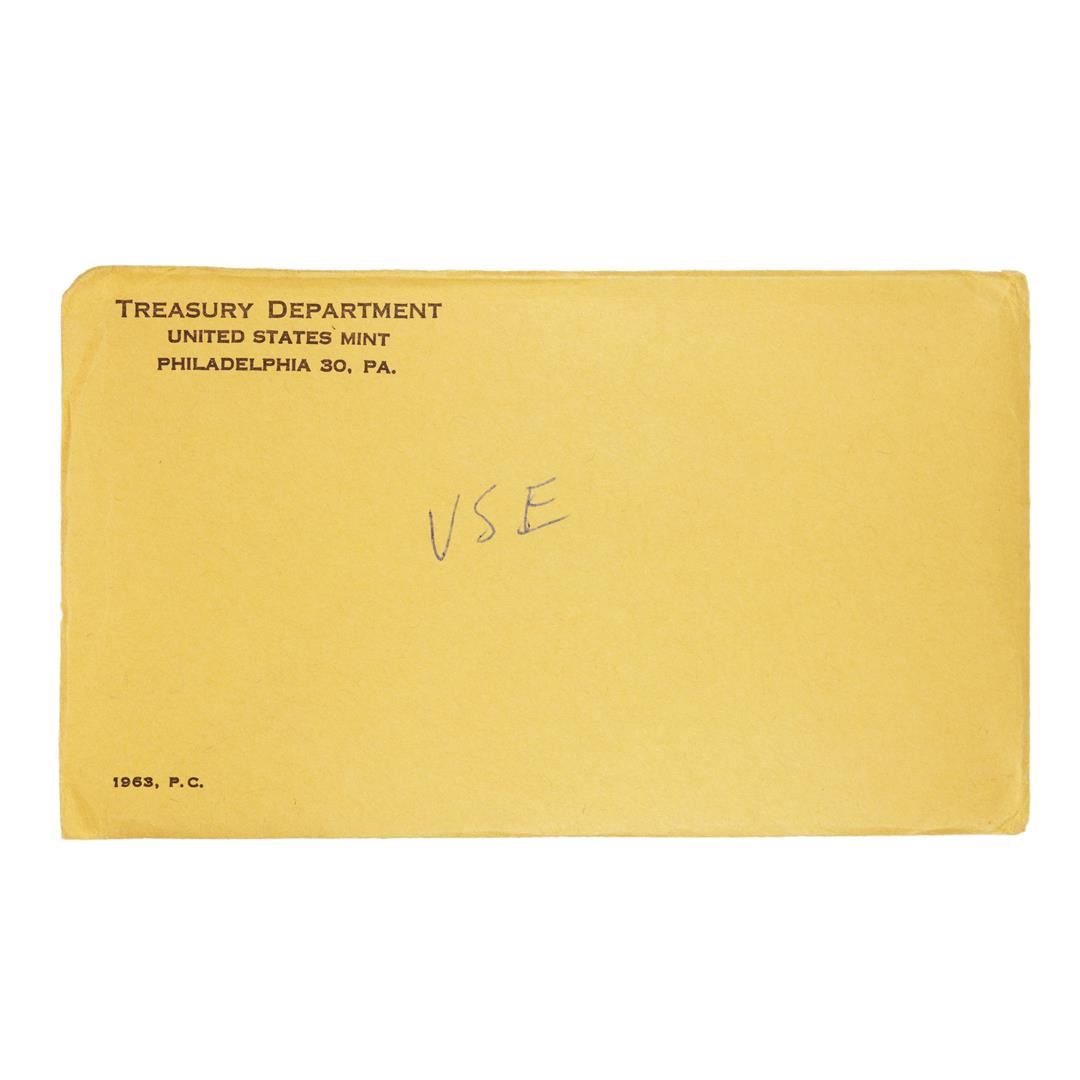 TREASURY DEPARTMENT
UNITED STATES MINT
PHILADELPHIA 30, PA.
VSE
1963, P.C.